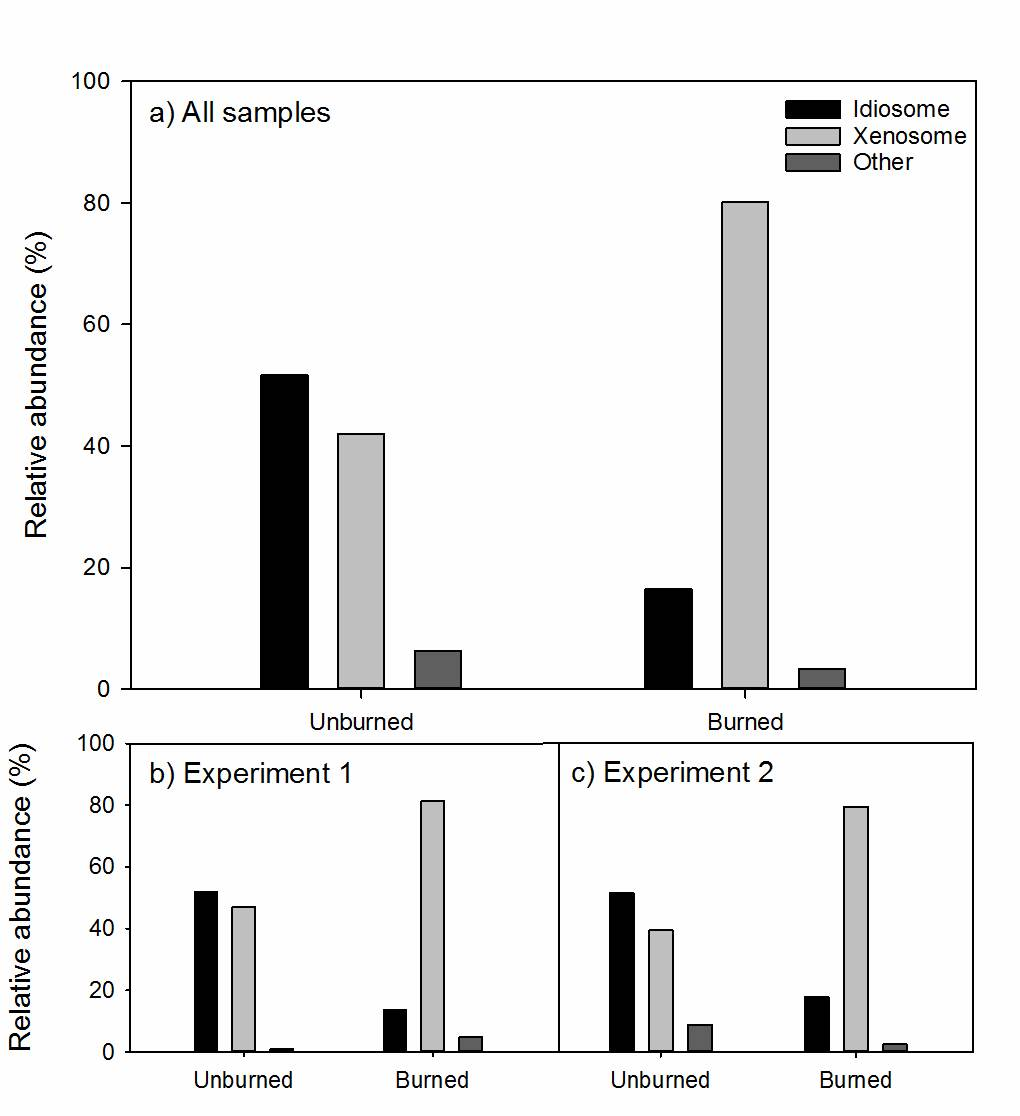 100
a) All samples
Idiosome
Xenosome
Other
80
60
40
20
0
Relative abundance (%)
Unburned Burned
100
b) Experiment 1
c) Experiment 2
80
60
40
20
0
Relative abundance (%)
Unburned Burned Unburned Burned